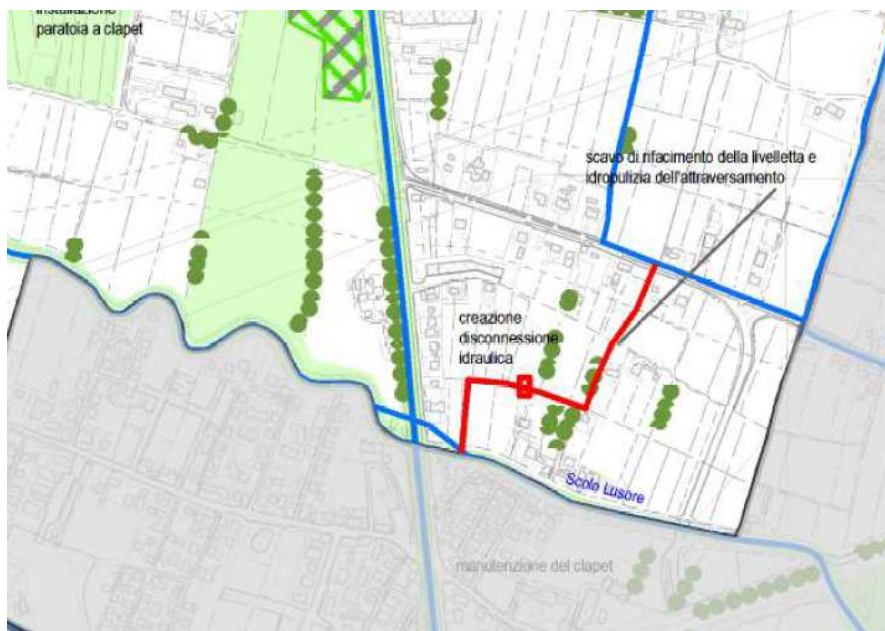 paratoia a clapet
scavo di rifacimento della livelletta e
idropulizia dell'attraversamento
creazione
disconnessione
idraulica
Scolo Lusore
manutenzione del clapet